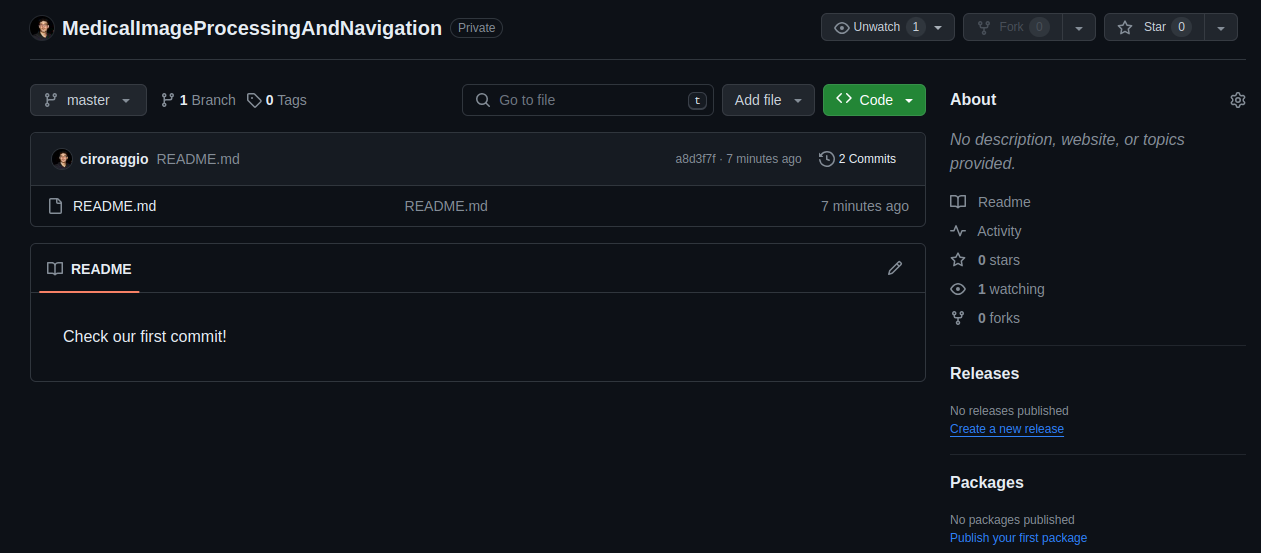 MedicalImageProcessingAndNavigation Private
Unwatch 1
Fork 0
Star 0
master
1 Branch
0 Tags
Go to file
t
Add file
Code
ciroraggio README.md
a8d3f7f · 7 minutes ago
2 Commits
README.md README.md 7 minutes ago
README
Check our first commit!
About
No description, website, or topics
provided.
Readme
Activity
0 stars
1 watching
0 forks
Releases
No releases published
Create a new release
Packages
No packages published
Publish your first package